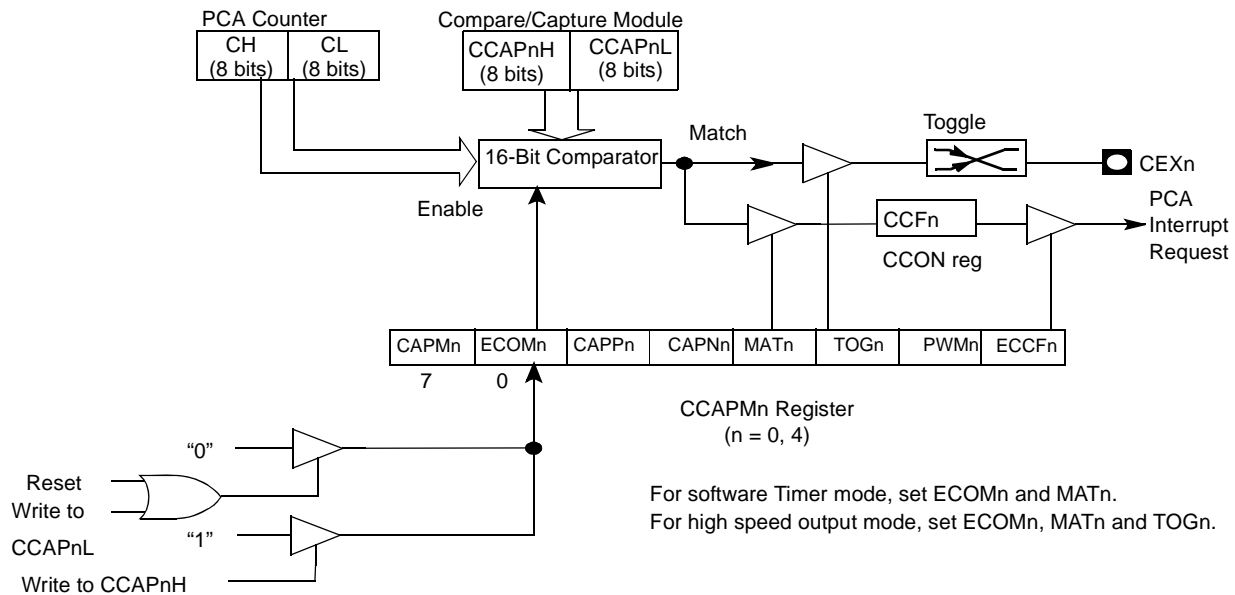 PCA Counter
CH
(8 bits)
CL
(8 bits)
Compare/Capture Module
CCAPnH
(8 bits)
CCAPnL
(8 bits)
16-Bit Comparator
Match
Toggle
CEXn
Enable
CCFn
CCON reg
PCA
Interrupt
Request
CAPMn
ECOMn
CAPPn
CAPNn
MATn
TOGn
PWMn
ECCFn
7
0
CCAPMn Register
(n = 0, 4)
“0”
Reset
Write to
CCAPnL
“1”
Write to CCAPnH
For software Timer mode, set ECOMn and MATn.
For high speed output mode, set ECOMn, MATn and TOGn.